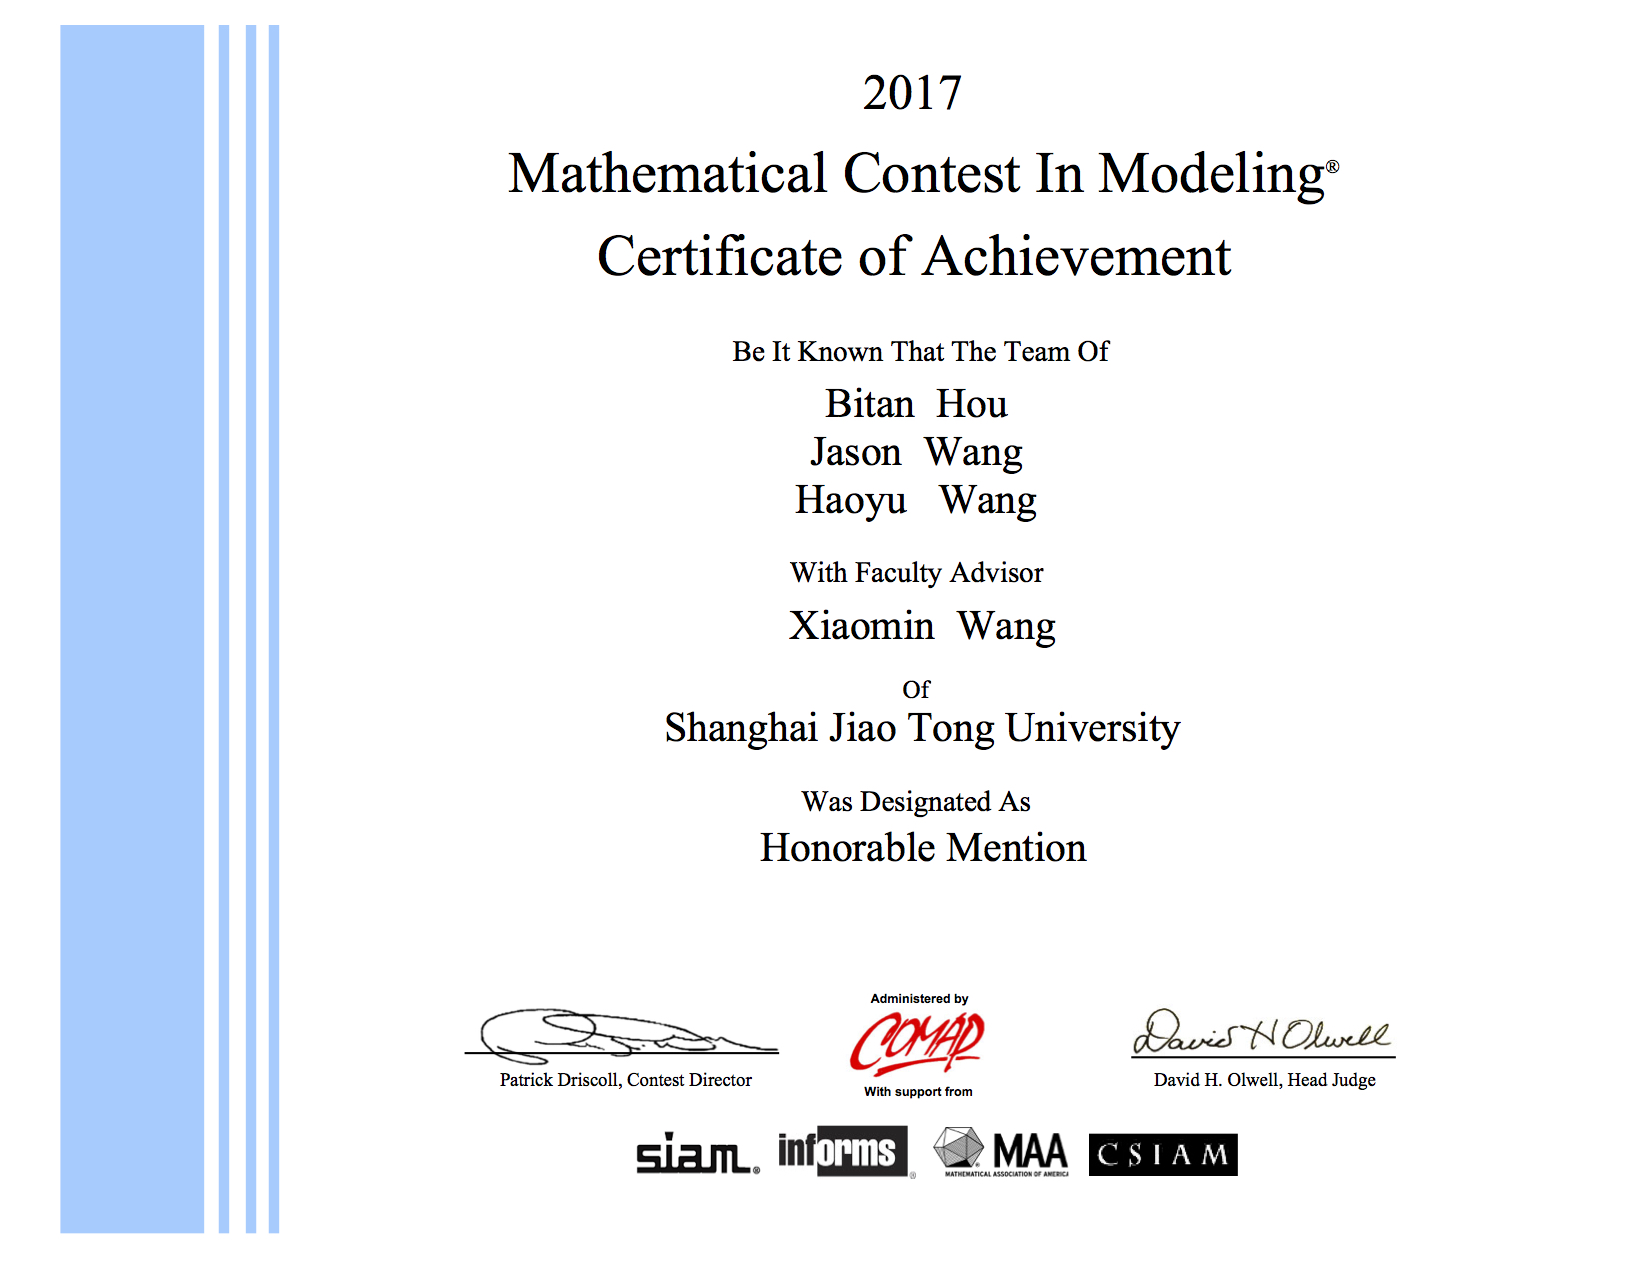 2017
Mathematical Contest In Modeling®
Certificate of Achievement
Be It Known That The Team Of
Bitan Hou
Jason Wang
Haoyu Wang
With Faculty Advisor
Xiaomin Wang
Of
Shanghai Jiao Tong University
Was Designated As
Honorable Mention
Administered by
COMAP
David H Olwell
Patrick Driscoll, Contest Director
With support from
David H. Olwell, Head Judge
siam®
informs®
MAA
MATHEMATICAL ASSOCIATION OF AMERICA
CSIAM